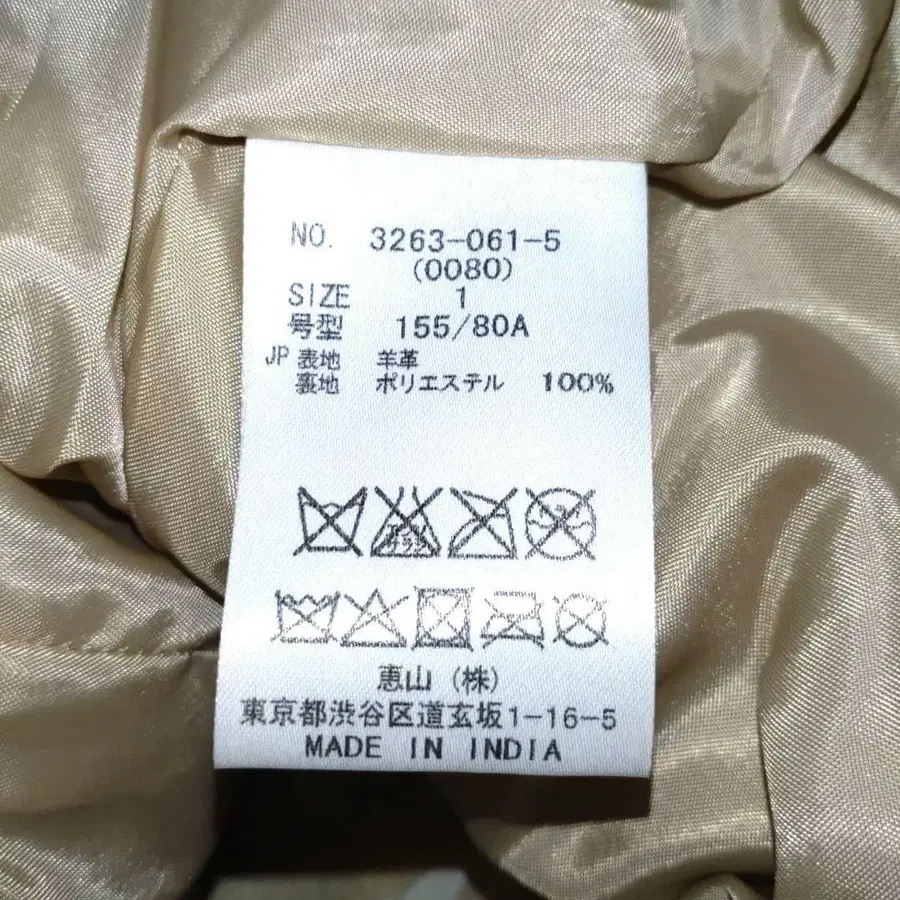 NO. 3263-061-5
(0080)
SIZE 1
号型 155/80A
JP 表地 羊革
裏地 ポリエステル 100%
恵山(株)
東京都渋谷区道玄坂1-16-5
MADE IN INDIA